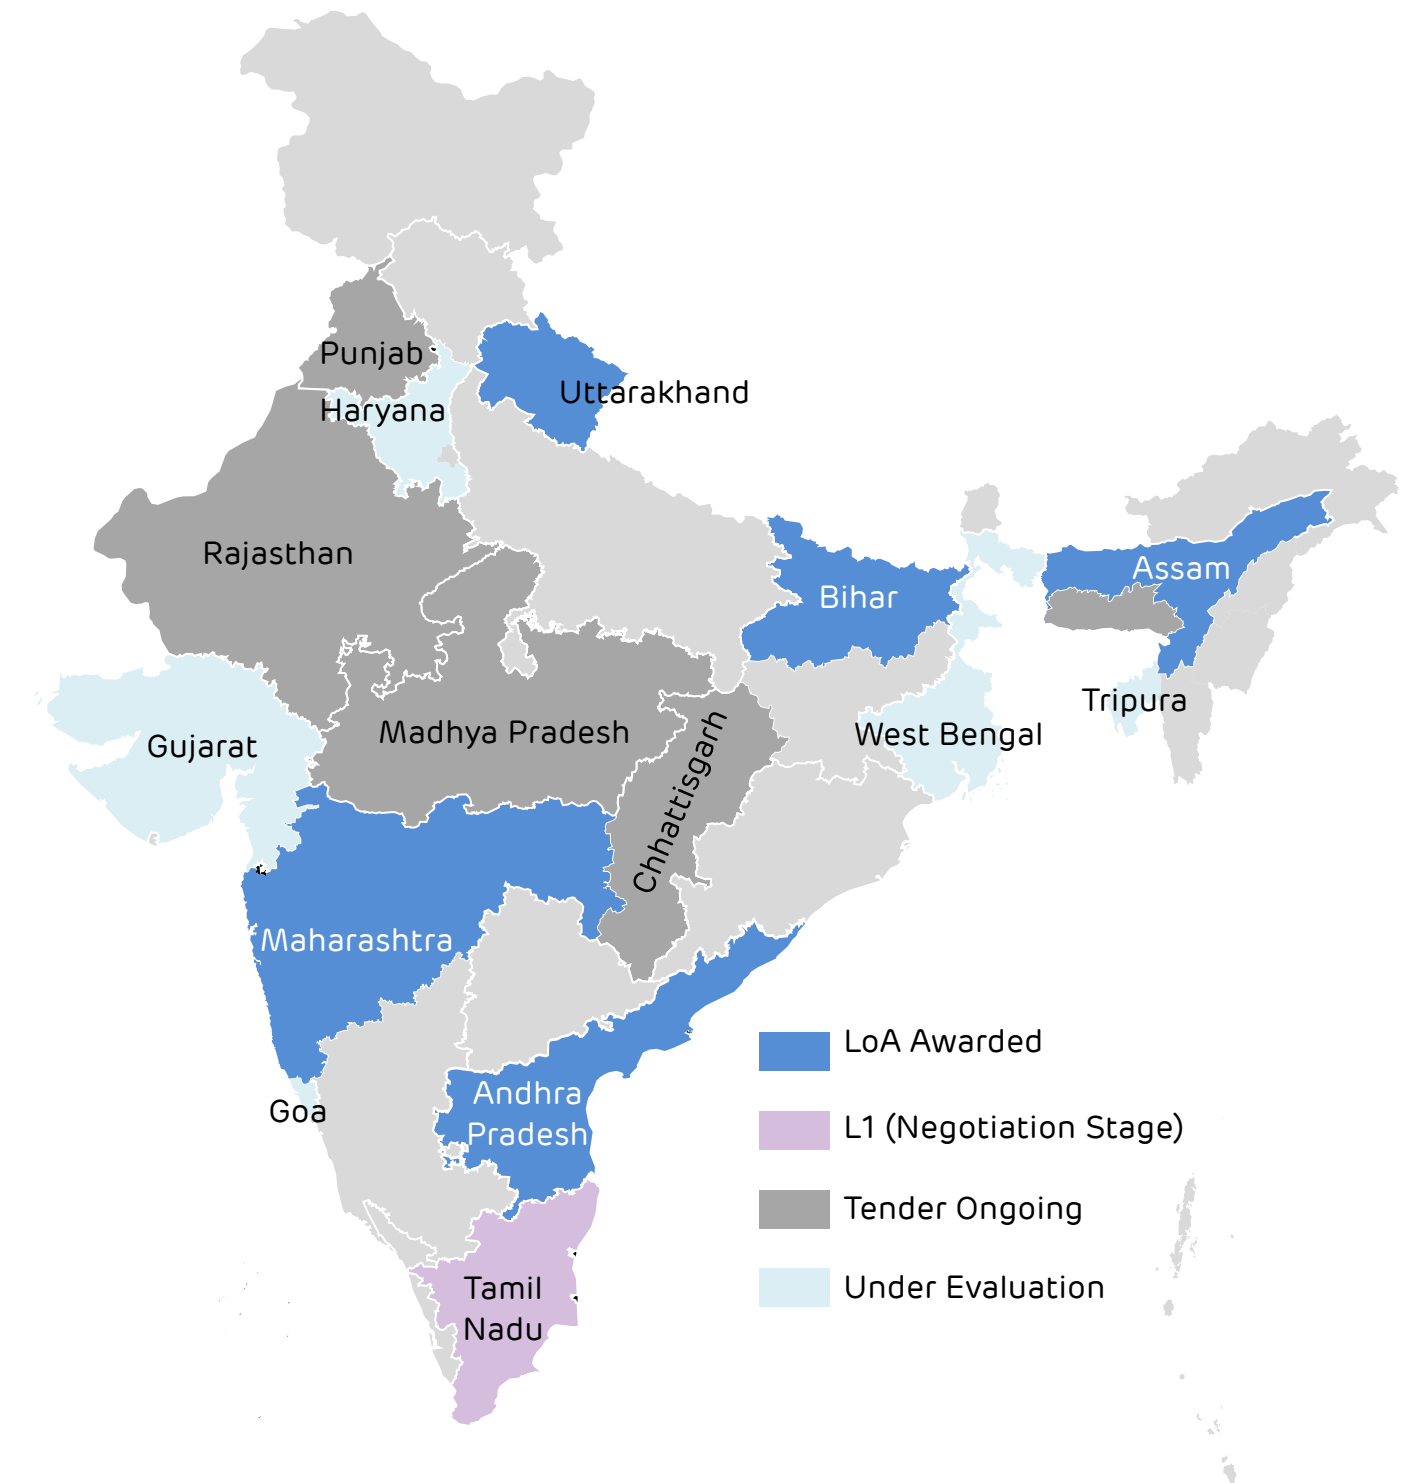 Punjab
Uttarakhand
Haryana
Rajasthan
Assam
Bihar
Tripura
Madhya Pradesh
West Bengal
Gujarat
Chhattisgarh
Maharashtra
LoA Awarded
Andhra
Pradesh
Goa
L1 (Negotiation Stage)
Tender Ongoing
Tamil
Nadu
Under Evaluation